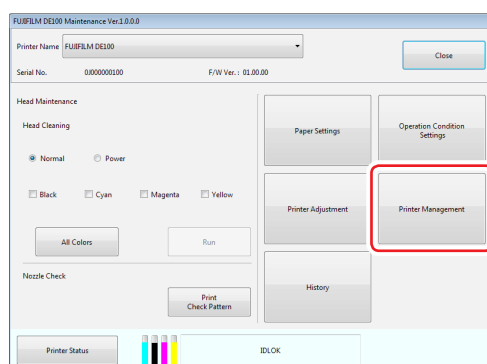 FUJIFILM DE100 Maintenance Ver.1.0.0.0
Printer Name FUJIFILM DE100
Close
Serial No. 0J000000100 F/W Ver.: 01.00.00
Head Maintenance
Head Cleaning
Normal Power
Black Cyan Magenta Yellow
All Colors Run
Nozzle Check
Print
Check Pattern
Paper Settings
Operation Condition
Settings
Printer Adjustment
Printer Management
History
Printer Status
IDLOK